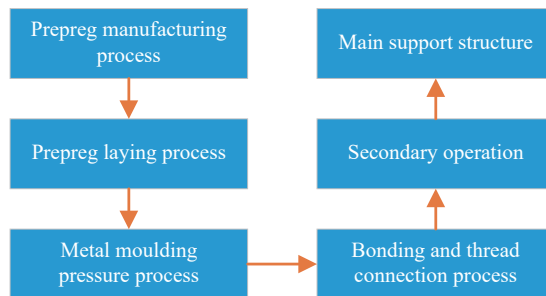 Prepreg manufacturing
process
Prepreg laying process
Metal moulding
pressure process
Bonding and thread
connection process
Secondary operation
Main support structure